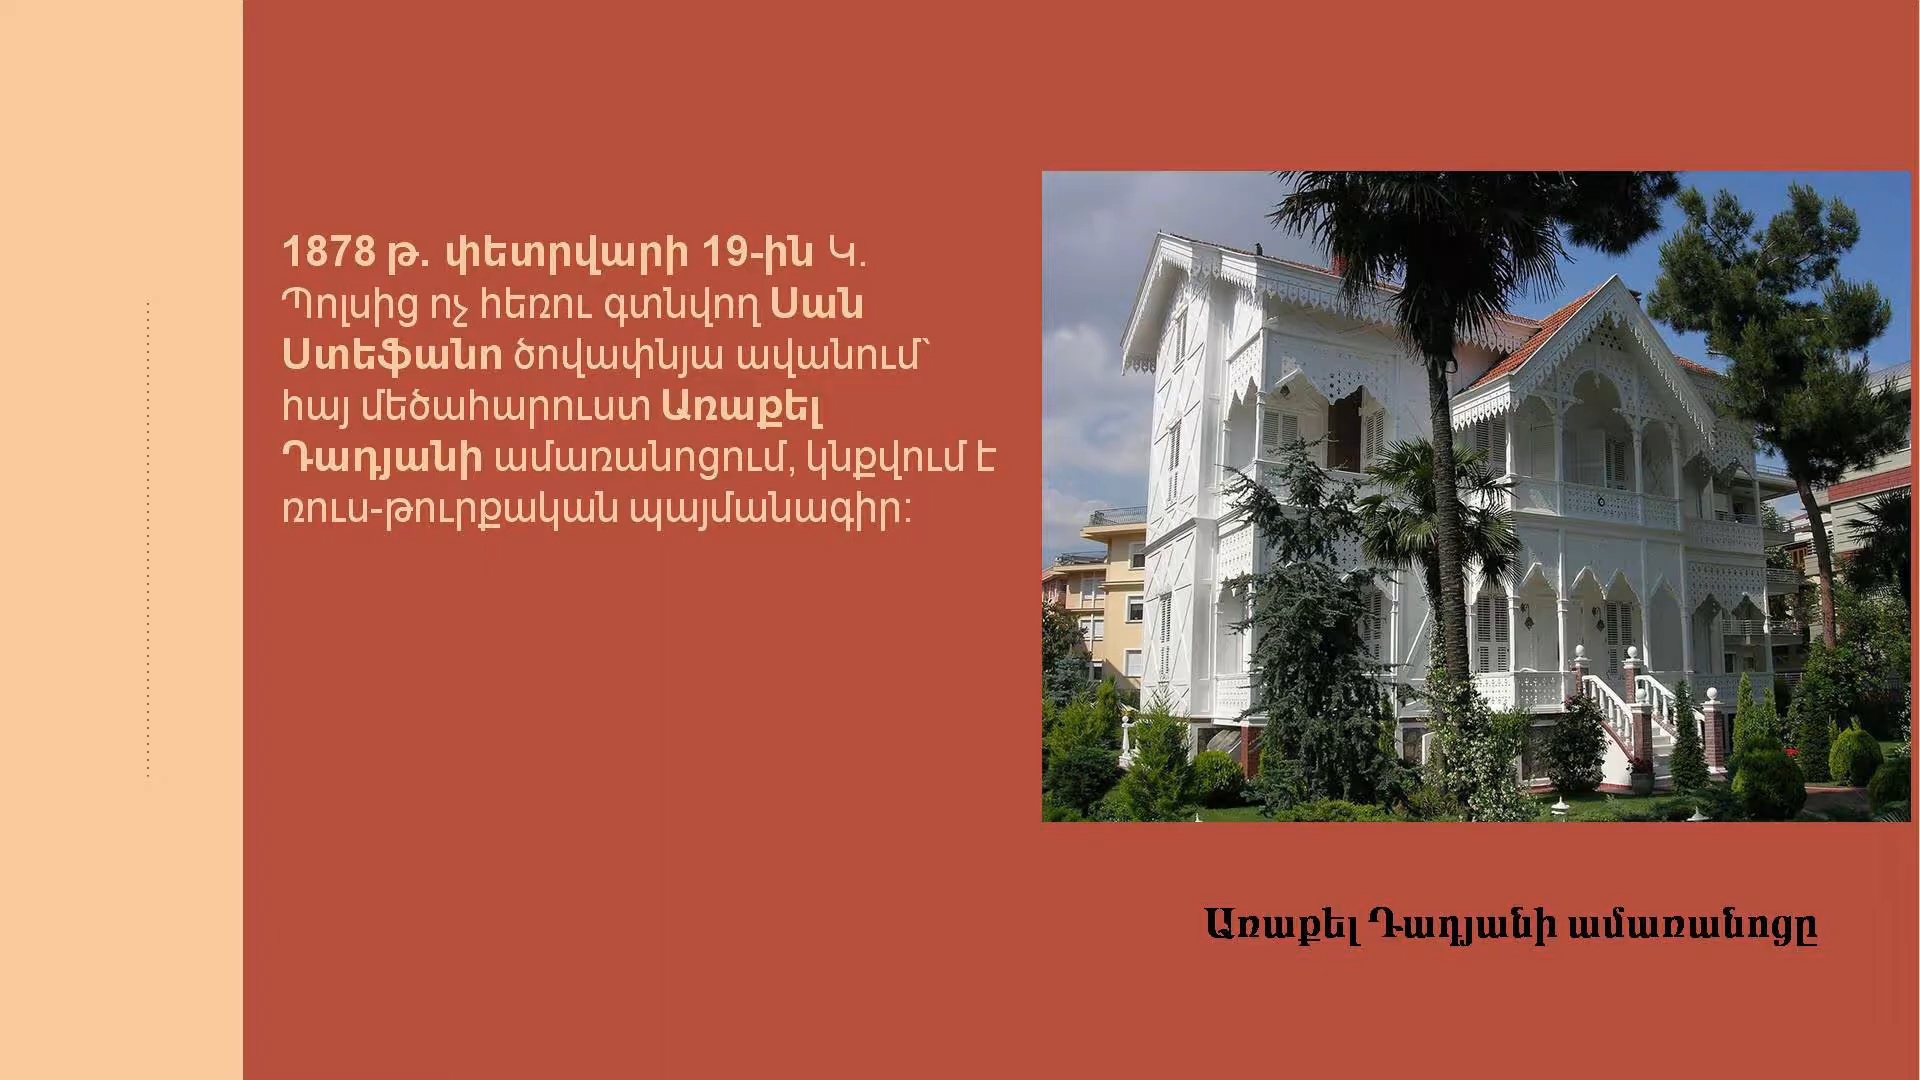 1878 թ. փետրվարի 19-ին Կ.
Պոլսից ոչ հեռու գտնվող Սան
Ստեֆանո ծովափնյա ավանում՝
հայ մեծահարուստ Առաքել
Դադյանի ամառանոցում, կնքվում է
ռուս-թուրքական պայմանագիր:
Առաքել Դադյանի ամառանոցը